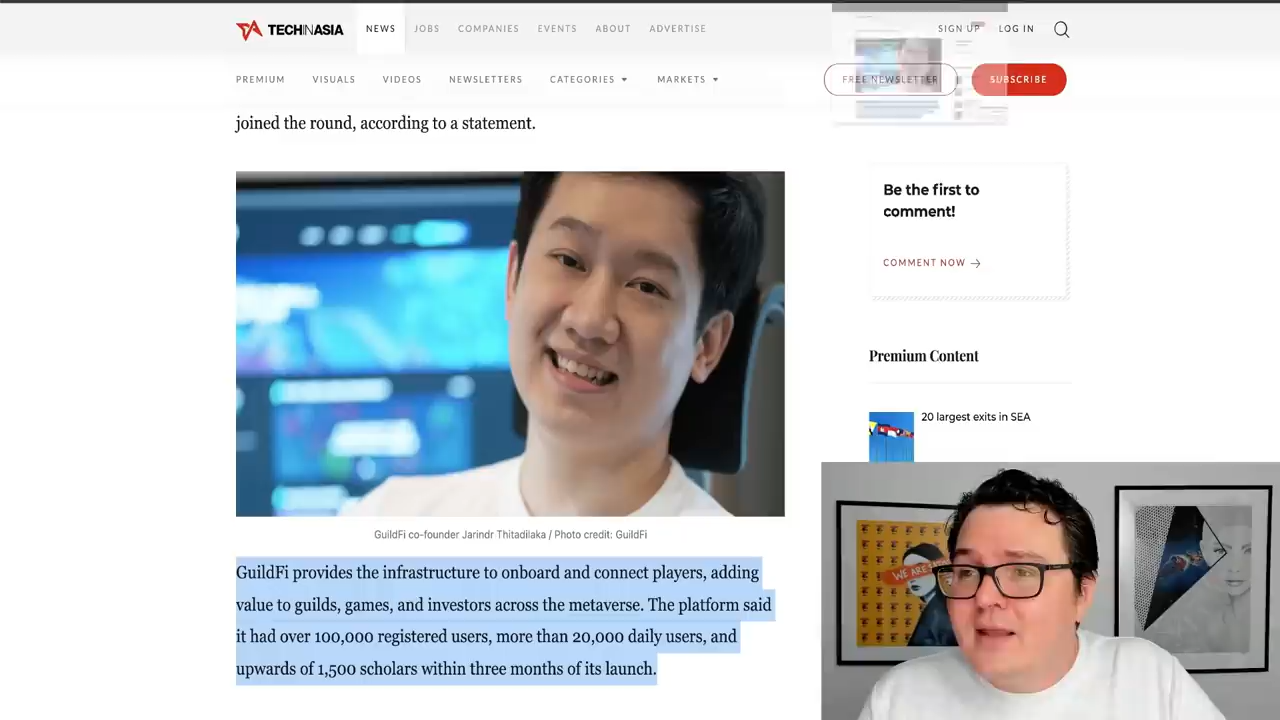 TECHINASIA
NEWS
JOBS
COMPANIES
EVENTS
ABOUT
ADVERTISE
SIGN UP
LOG IN
PREMIUM
VISUALS
VIDEOS
NEWSLETTERS
CATEGORIES
MARKETS
FREE NEWSLETTER
SUBSCRIBE
joined the round, according to a statement.
Be the first to
comment!
COMMENT NOW →
Premium Content
20 largest exits in SEA
GuildFi co-founder Jarindr Thitadilaka / Photo credit: GuildFi
GuildFi provides the infrastructure to onboard and connect players, adding
value to guilds, games, and investors across the metaverse. The platform said
it had over 100,000 registered users, more than 20,000 daily users, and
upwards of 1,500 scholars within three months of its launch.
WE ARE